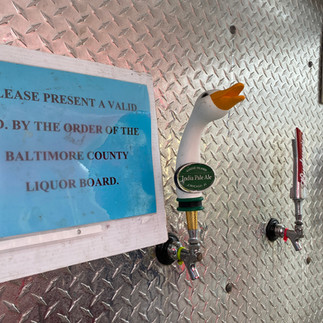 LEASE PRESENT A VALID
D. BY THE ORDER OF THE
BALTIMORE COUNTY
LIQUOR BOARD.
India Pale Ale